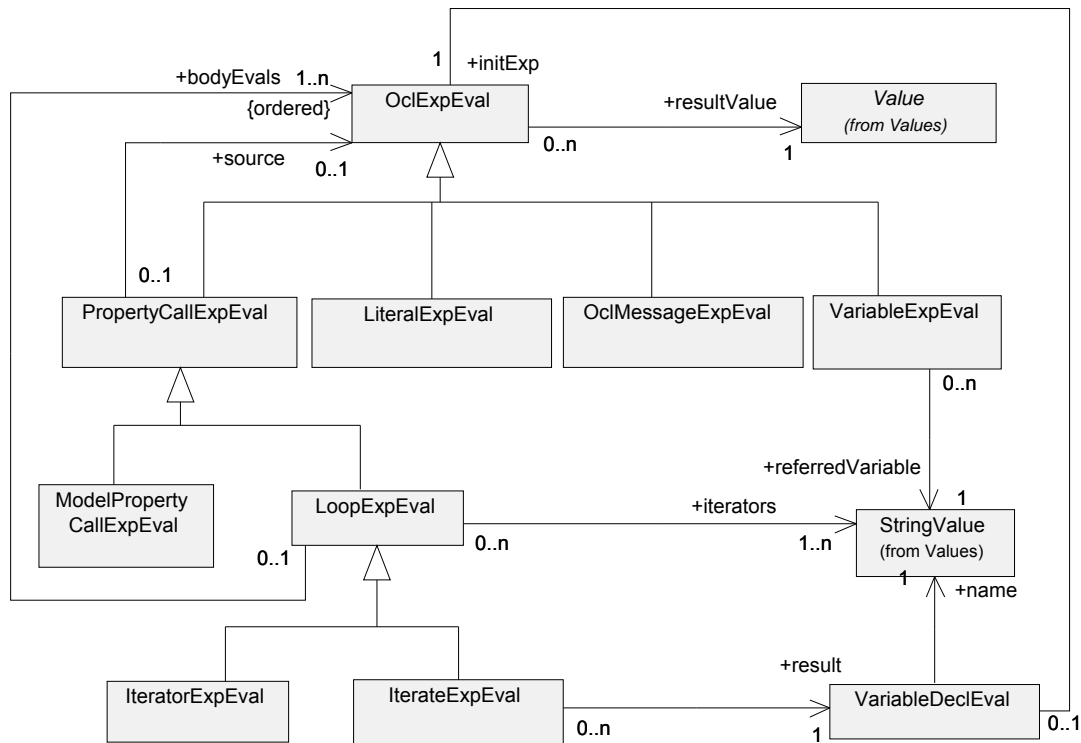 1
+initExp
+bodyEvals 1..n
{ordered}
OclExpEval
+resultValue
Value
(from Values)
0..n
1
+source
0..1
0..1
PropertyCallExpEval
LiteralExpEval
OclMessageExpEval
VariableExpEval
0..n
+referredVariable
1
ModelProperty
CallExpEval
LoopExpEval
+iterators
StringValue
(from Values)
0..1
0..n
1..n
1
+name
+result
IteratorExpEval
IterateExpEval
VariableDeclEval
0..n
1
0..1